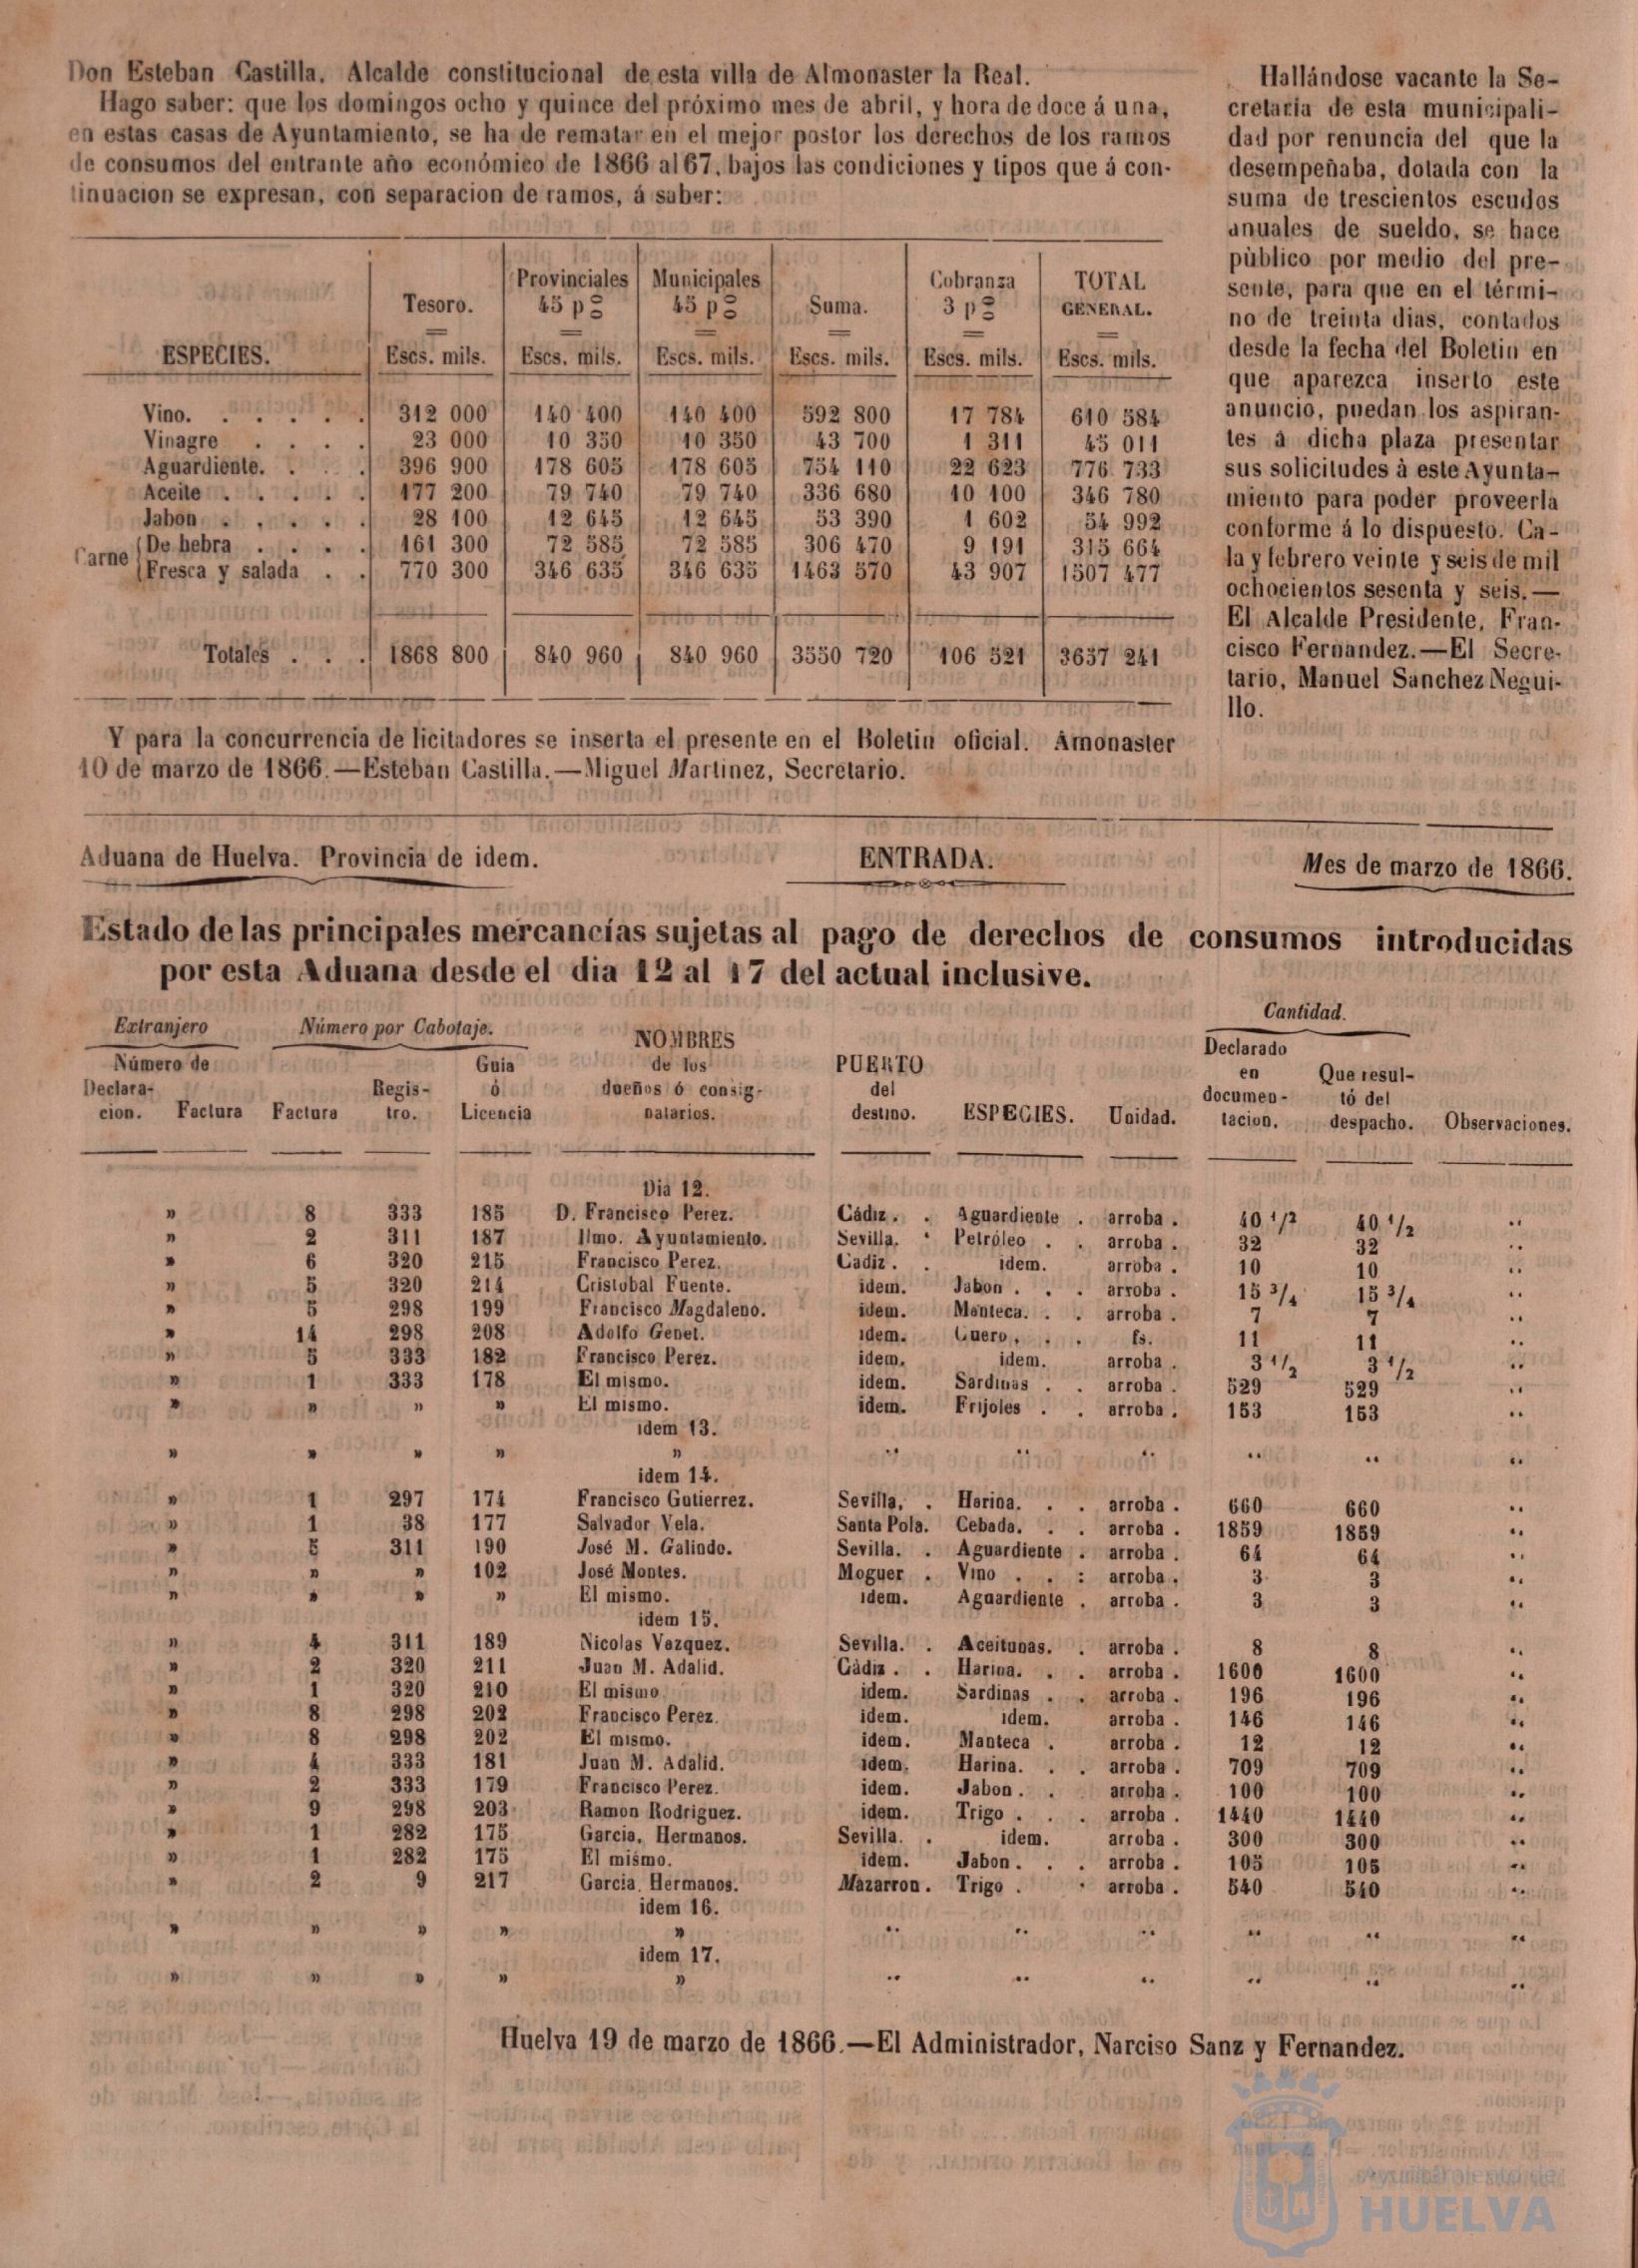 Don Esteban Castilla, Alcalde constitucional de esta villa de Almonaster la Real.
Hago saber: que los domingos ocho y quince del próximo mes de abril, y hora de doce á una,
en estas casas de Ayuntamiento, se ha de rematar en el mejor postor los derechos de los ramos
de consumos del entrante año económico de 1866 al 67, bajos las condiciones y tipos que á con-
tinuacion se expresan, con separacion de ramos, á saber:
ESPECIES. Tesoro. Provinciales 45 p% Municipales 45 p% Suma. Cobranza 3 p% TOTAL GENERAL.
Escs. mils. Escs. mils. Escs. mils. Escs. mils. Escs. mils. Escs. mils.
Vino. . . . . . 312 000 140 400 140 400 592 800 17 784 610 584
Vinagre . . . . 23 000 10 350 10 350 43 700 1 311 45 011
Aguardiente. . . . 396 900 178 605 178 605 754 110 22 623 776 733
Aceite . . . . . 177 200 79 740 79 740 336 680 10 100 346 780
Jabon . . . . . 28 100 12 645 12 645 53 390 1 602 54 992
Carne (De hebra . . . . 161 300 72 585 72 585 306 470 9 191 315 664
(Fresca y salada . . 770 300 346 635 346 635 1463 570 43 907 1507 477
Totales . . . 1868 800 840 960 840 960 3550 720 106 521 3657 241
Y para la concurrencia de licitadores se inserta el presente en el Boletin oficial. Amonaster
10 de marzo de 1866.—Esteban Castilla.—Miguel Martinez, Secretario.
Hallándose vacante la Se-
cretaría de esta municipali-
dad por renuncia del que la
desempeñaba, dotada con la
suma de trescientos escudos
anuales de sueldo, se hace
público por medio del pre-
sente, para que en el térmi-
no de treinta dias, contados
desde la fecha del Boletin en
que aparezca inserto este
anuncio, puedan los aspiran-
tes á dicha plaza presentar
sus solicitudes à este Ayunta-
miento para poder proveerla
conforme á lo dispuesto. Ca-
la y febrero veinte y seis de mil
ochocientos sesenta y seis.—
El Alcalde Presidente, Fran-
cisco Fernandez.—El Secre-
tario, Manuel Sanchez Negui-
llo.
Aduana de Huelva. Provincia de idem. ENTRADA. Mes de marzo de 1866.
Estado de las principales mercancías sujetas al pago de derechos de consumos introducidas
por esta Aduana desde el dia 12 al 17 del actual inclusive.
Extranjero Número por Cabotaje. NOMBRES Cantidad.
Número de Guia de los PUERTO Declarado
Declara- Regis- ó dueños ó consig- del en Que resul-
cion. Factura Factura tro. Licencia natarios. destino. ESPECIES. Unidad. documen- tó del
tacion. despacho. Observaciones.
Dia 12.
» 8 333 185 D. Francisco Perez. Cádiz. . Aguardiente . arroba . 40 1/2 40 1/2 ..
» 2 311 187 Ilmo. Ayuntamiento. Sevilla. . Petróleo . . arroba . 32 32 ..
» 6 320 215 Francisco Perez. Cadiz . . idem. arroba . 10 10 ..
» 5 320 214 Cristobal Fuente. idem. Jabon . . . arroba . 15 3/4 15 3/4 ..
» 5 298 199 Francisco Magdaleno. idem. Manteca. . . arroba . 7 7 ..
» 14 298 208 Adolfo Genet. idem. Cuero . . . fs. 11 11 ..
» 5 333 182 Francisco Perez. idem. idem. arroba . 3 1/2 3 1/2 ..
» 1 333 178 El mismo. idem. Sardinas . . arroba . 529 529 ..
» » » » El mismo. idem. Frijoles . . arroba . 153 153 ..
idem 13.
» » » » » .. .. .. .. .. ..
idem 14.
» 1 297 174 Francisco Gutierrez. Sevilla, . Harina. . . arroba . 660 660 ..
» 1 38 177 Salvador Vela. Santa Pola. Cebada. . . arroba . 1859 1859 ..
» 5 311 190 José M. Galindo. Sevilla. . Aguardiente . arroba . 64 64 ..
» » » 102 José Montes. Moguer . Vino . . : arroba . 3 3 ..
» » » » El mismo. idem. Aguardiente . arroba . 3 3 ..
idem 15.
» 4 311 189 Nicolas Vazquez. Sevilla. . Aceitunas. . arroba . 8 8 ..
» 2 320 211 Juan M. Adalid. Cádiz . . Harina. . . arroba . 1600 1600 ..
» 1 320 210 El mismo idem. Sardinas . . arroba . 196 196 ..
» 8 298 202 Francisco Perez. idem. idem. arroba . 146 146 ..
» 8 298 202 El mismo. idem. Manteca . arroba . 12 12 ..
» 4 333 181 Juan M. Adalid. idem. Harina. . . arroba . 709 709 ..
» 2 333 179 Francisco Perez. idem. Jabon . . arroba . 100 100 ..
» 9 298 203 Ramon Rodriguez. idem. Trigo . . . arroba . 1440 1440 ..
» 1 282 175 Garcia, Hermanos. Sevilla. . idem. arroba . 300 300 ..
» 1 282 175 El mismo. idem. Jabon . . . arroba . 105 105 ..
» 2 9 217 Garcia, Hermanos. Mazarron . Trigo . . arroba . 540 540 ..
idem 16.
» » » » » .. .. .. .. .. ..
idem 17.
» » » » » .. .. .. .. .. ..
Huelva 19 de marzo de 1866.—El Administrador, Narciso Sanz y Fernandez.
Ayuntamiento de
HUELVA